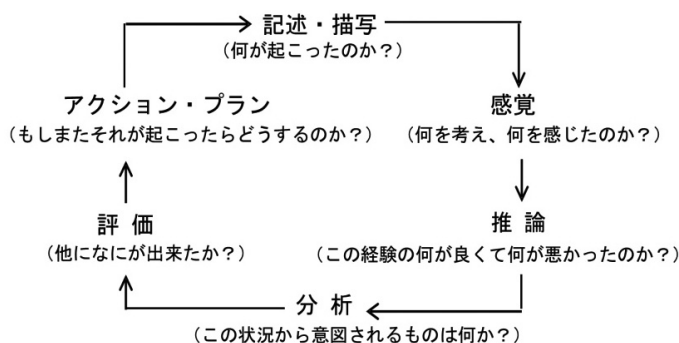 記述・描写
（何が起こったのか？）
感覚
（何を考え、何を感じたのか？）
推 論
（この経験の何が良くて何が悪かったのか？）
分 析
（この状況から意図されるものは何か？）
評 価
（他になにが出来たか？）
アクション・プラン
（もしまたそれが起こったらどうするのか？）